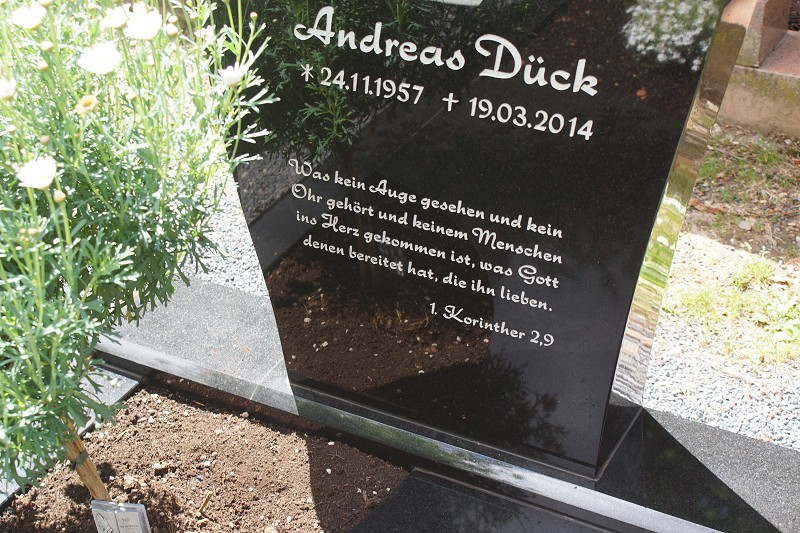 Andreas Dück
* 24.11.1957 † 19.03.2014
Was kein Auge gesehen und kein
Ohr gehört und keinem Menschen
ins Herz gekommen ist, was Gott
denen bereitet hat, die ihn lieben.
1. Korinther 2,9